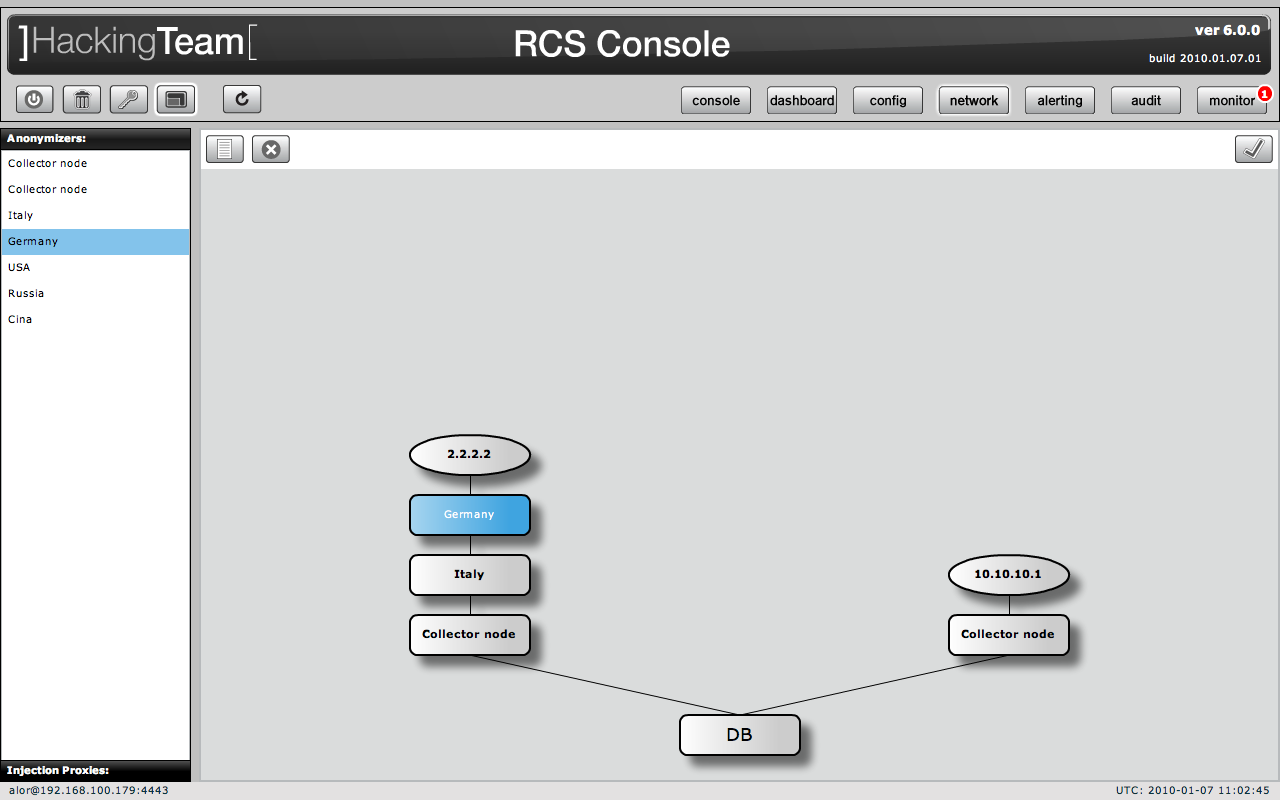 ]HackingTeam[
RCS Console
ver 6.0.0
build 2010.01.07.01
console dashboard config network alerting audit monitor 1
Anonymizers:
Collector node
Collector node
Italy
Germany
USA
Russia
Cina
2.2.2.2
Germany
Italy
10.10.10.1
Collector node
Collector node
DB
Injection Proxies:
alor@192.168.100.179:4443
UTC: 2010-01-07 11:02:45